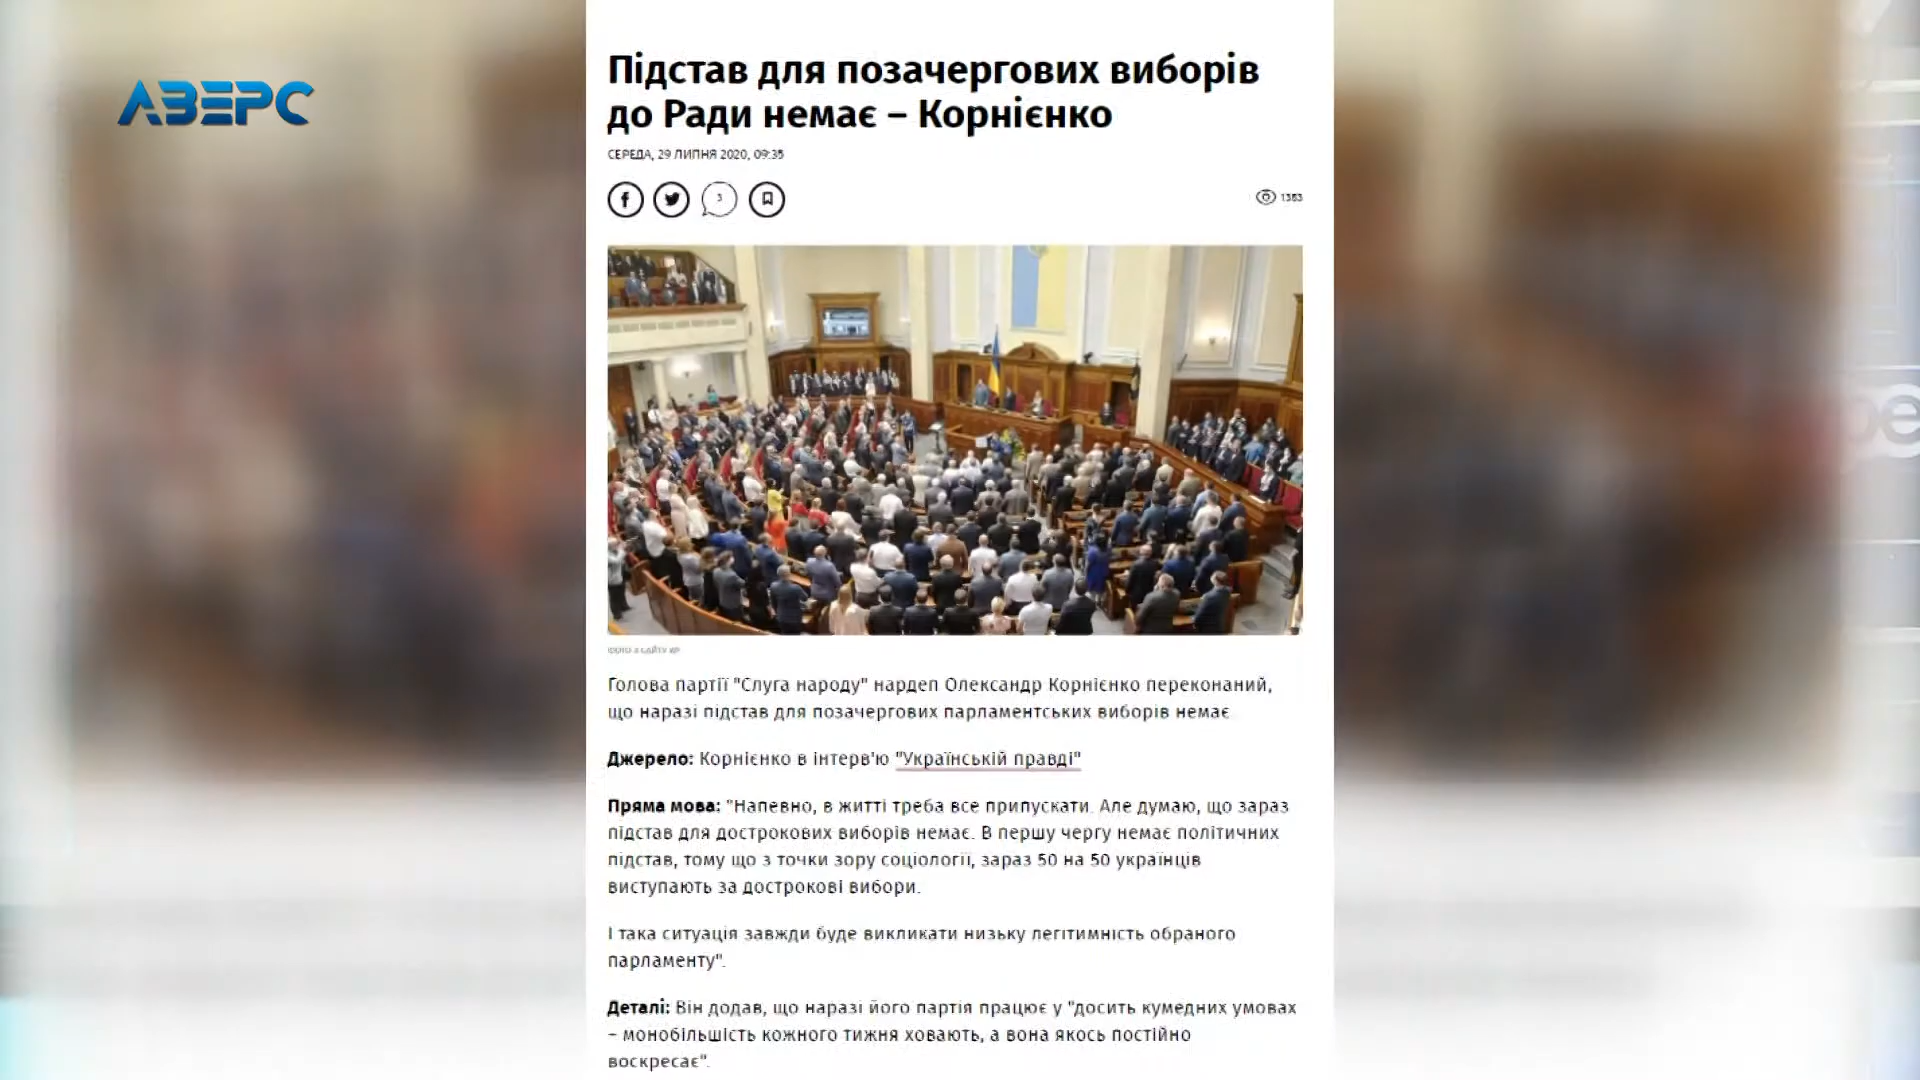 АВЕРС
Підстав для позачергових виборів
до Ради немає – Корнієнко
СЕРЕДА, 29 ЛИПНЯ 2020, 09:35
3
1383
ФОТО З САЙТУ ВР
Голова партії "Слуга народу" нардеп Олександр Корнієнко переконаний,
що наразі підстав для позачергових парламентських виборів немає
Джерело: Корнієнко в інтерв'ю "Українській правді"
Пряма мова: "Напевно, в житті треба все припускати. Але думаю, що зараз
підстав для дострокових виборів немає. В першу чергу немає політичних
підстав, тому що з точки зору соціології, зараз 50 на 50 українців
виступають за дострокові вибори.
І така ситуація завжди буде викликати низьку легітимність обраного
парламенту".
Деталі: Він додав, що наразі його партія працює у "досить кумедних умовах
– монобільшість кожного тижня ховають, а вона якось постійно
воскресає".